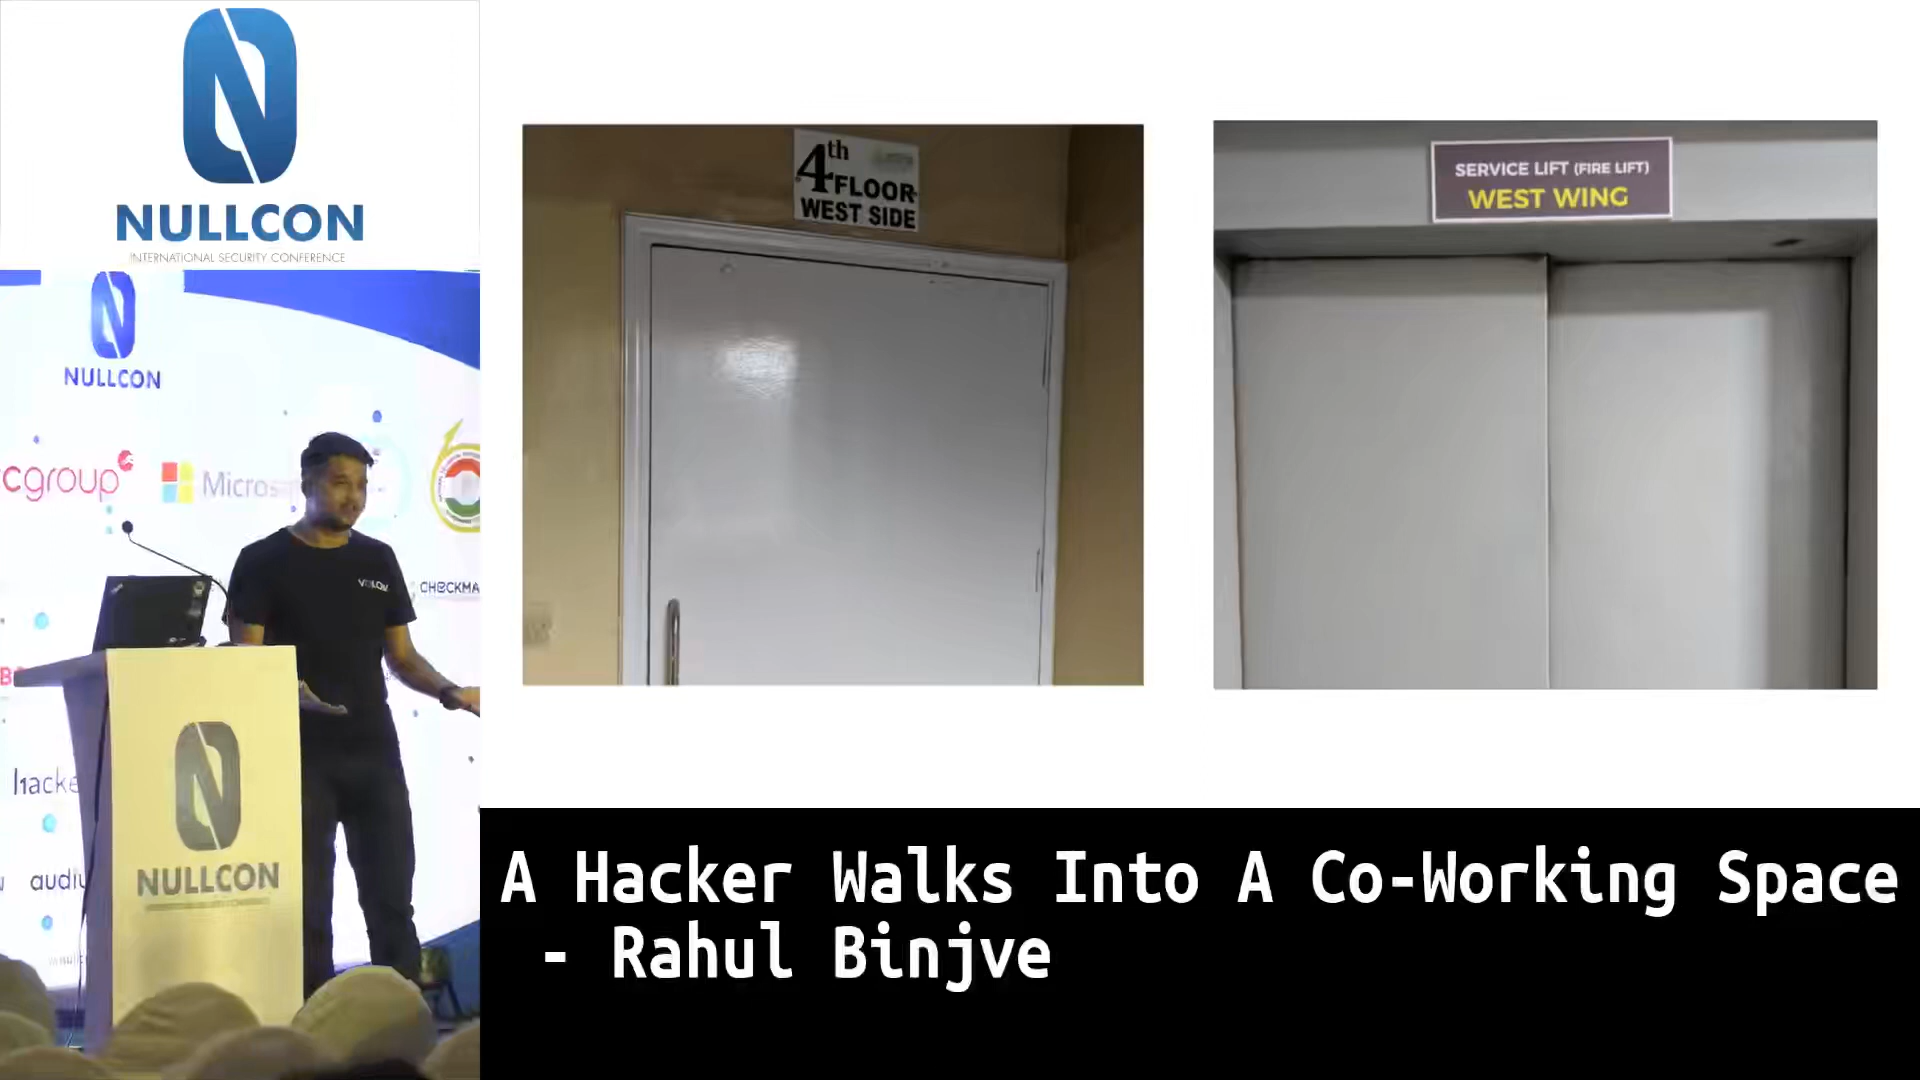 NULLCON
INTERNATIONAL SECURITY CONFERENCE
NULLCON
cgroup
Micros
CHECKMA
hacke
audi
NULLCON
4th
FLOOR
WEST SIDE
SERVICE LIFT (FIRE LIFT)
WEST WING
A Hacker Walks Into A Co-Working Space
- Rahul Binjve